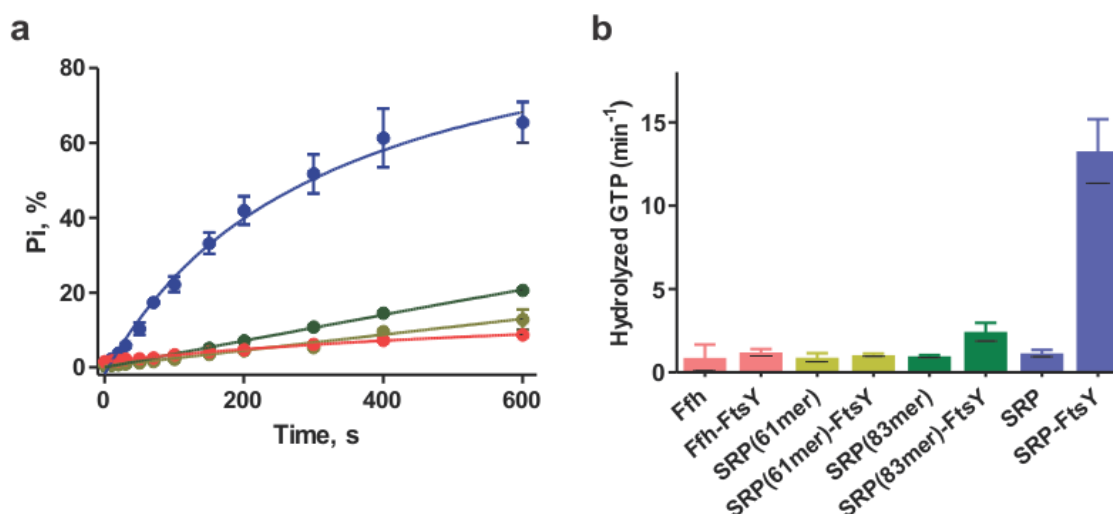 a
80
60
40
20
0
Pi, %
0
200
400
600
Time, s
b
15
10
5
0
Hydrolyzed GTP (min⁻¹)
Ffh
Ffh-FtsY
SRP(61mer)
SRP(61mer)-FtsY
SRP(83mer)
SRP(83mer)-FtsY
SRP
SRP-FtsY